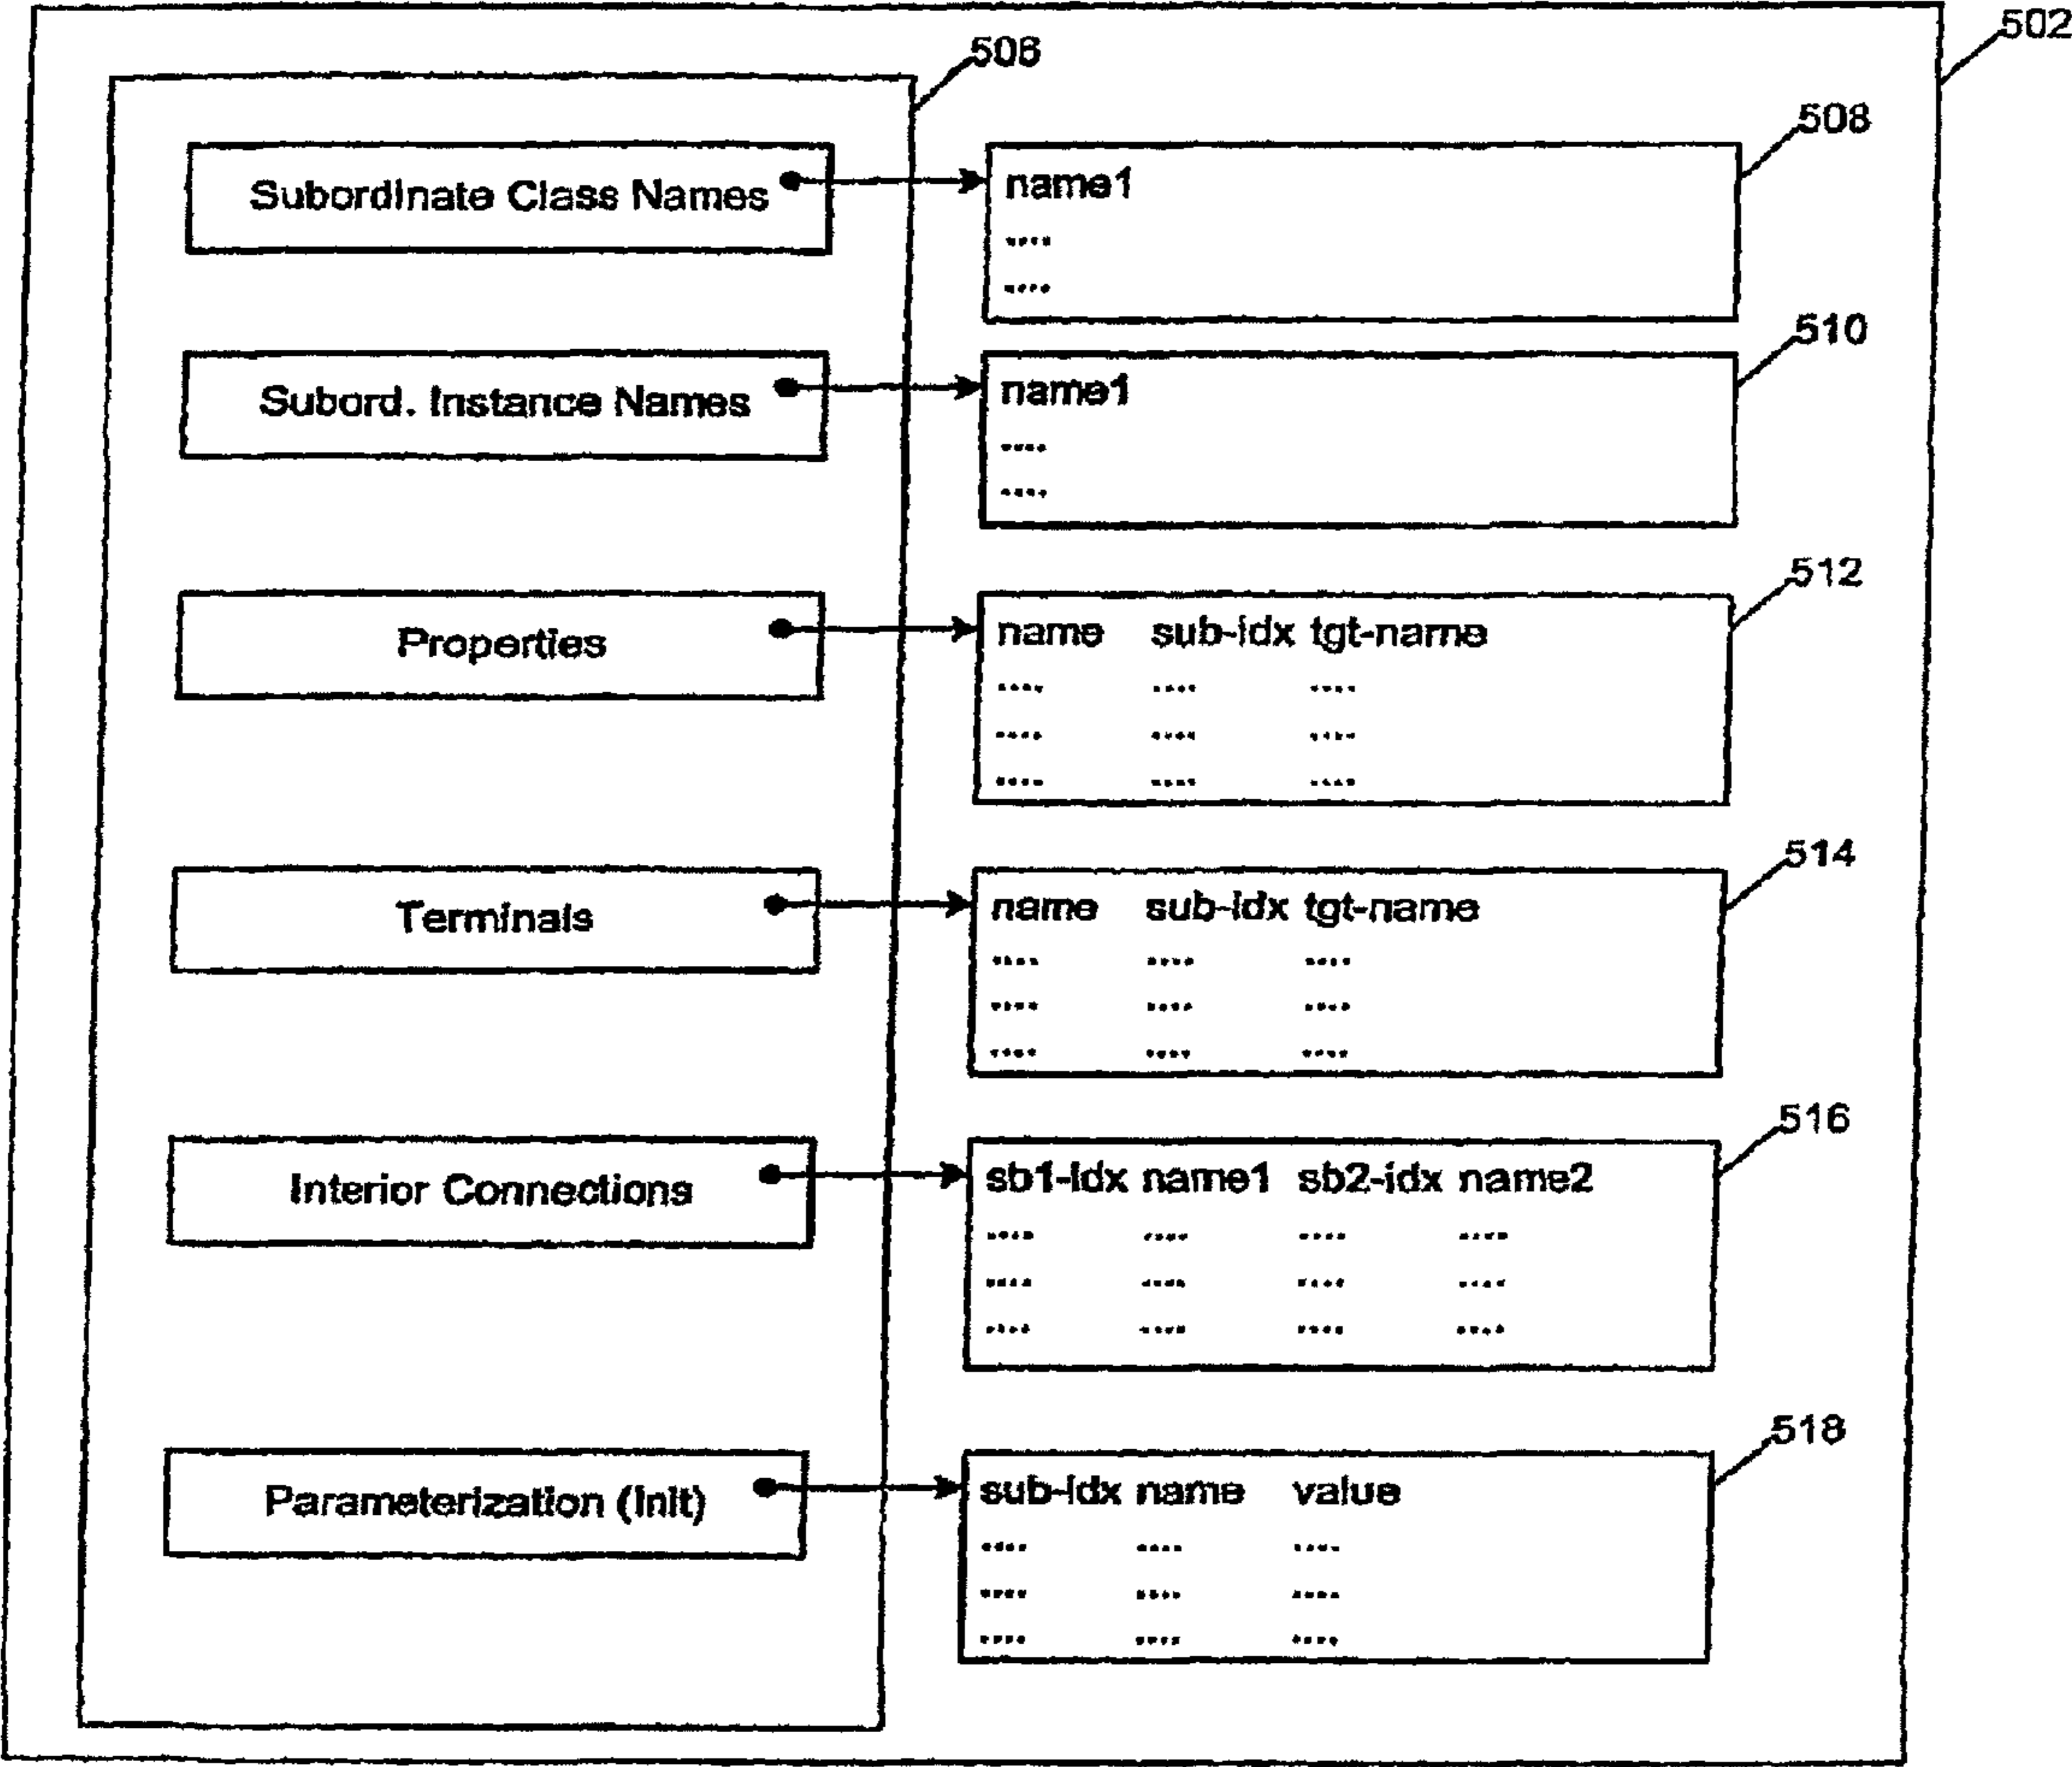 502
506
508
Subordinate Class Names
name1
....
....
510
Subord. Instance Names
name1
....
....
512
Properties
name sub-idx tgt-name
.... .... ....
.... .... ....
.... .... ....
514
Terminals
name sub-idx tgt-name
.... .... ....
.... .... ....
.... .... ....
516
Interior Connections
sb1-idx name1 sb2-idx name2
.... .... .... ....
.... .... .... ....
.... .... .... ....
518
Parameterization (Init)
sub-idx name value
.... .... ....
.... .... ....
.... .... ....